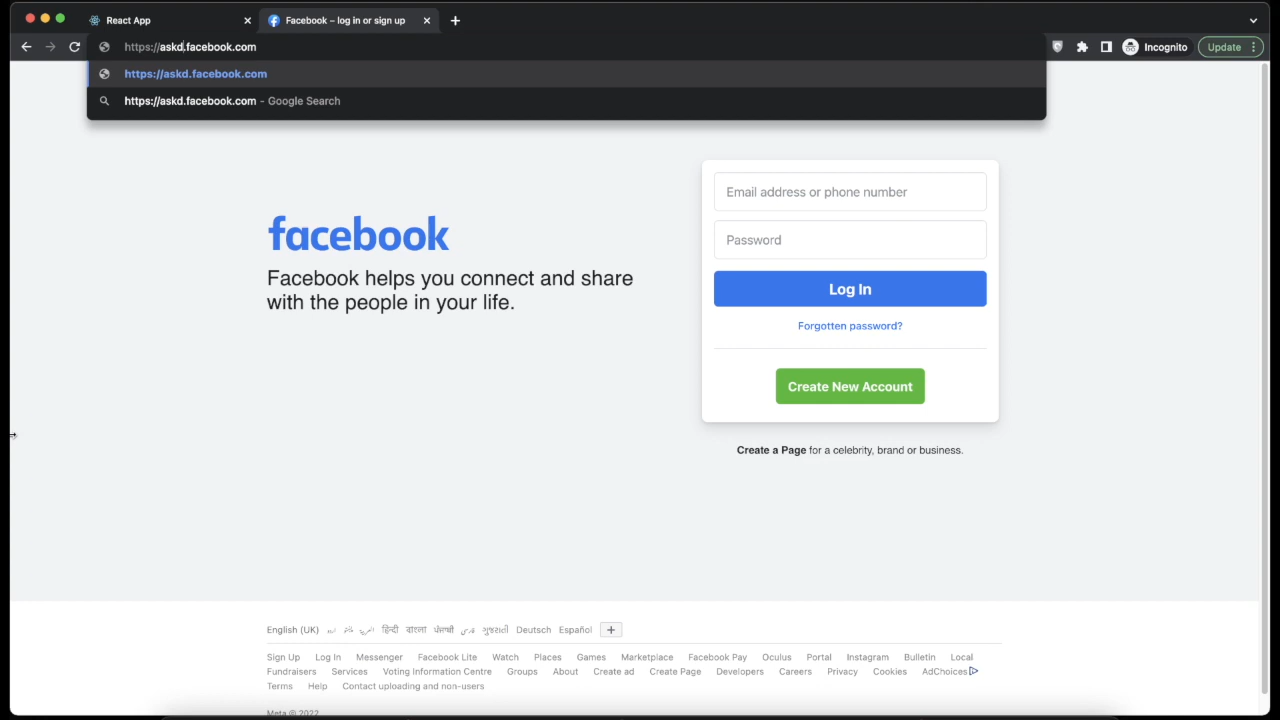 React App
Facebook – log in or sign up
https://askd.facebook.com
Incognito
Update
https://askd.facebook.com
https://askd.facebook.com - Google Search
Email address or phone number
facebook
Password
Facebook helps you connect and share
with the people in your life.
Log In
Forgotten password?
Create New Account
Create a Page for a celebrity, brand or business.
English (UK) اردو پښتو العربية हिन्दी বাংলা ਪੰਜਾਬੀ فارسی ગુજરાતી Deutsch Español +
Sign Up Log In Messenger Facebook Lite Watch Places Games Marketplace Facebook Pay Oculus Portal Instagram Bulletin Local
Fundraisers Services Voting Information Centre Groups About Create ad Create Page Developers Careers Privacy Cookies AdChoices
Terms Help Contact uploading and non-users
Meta © 2022